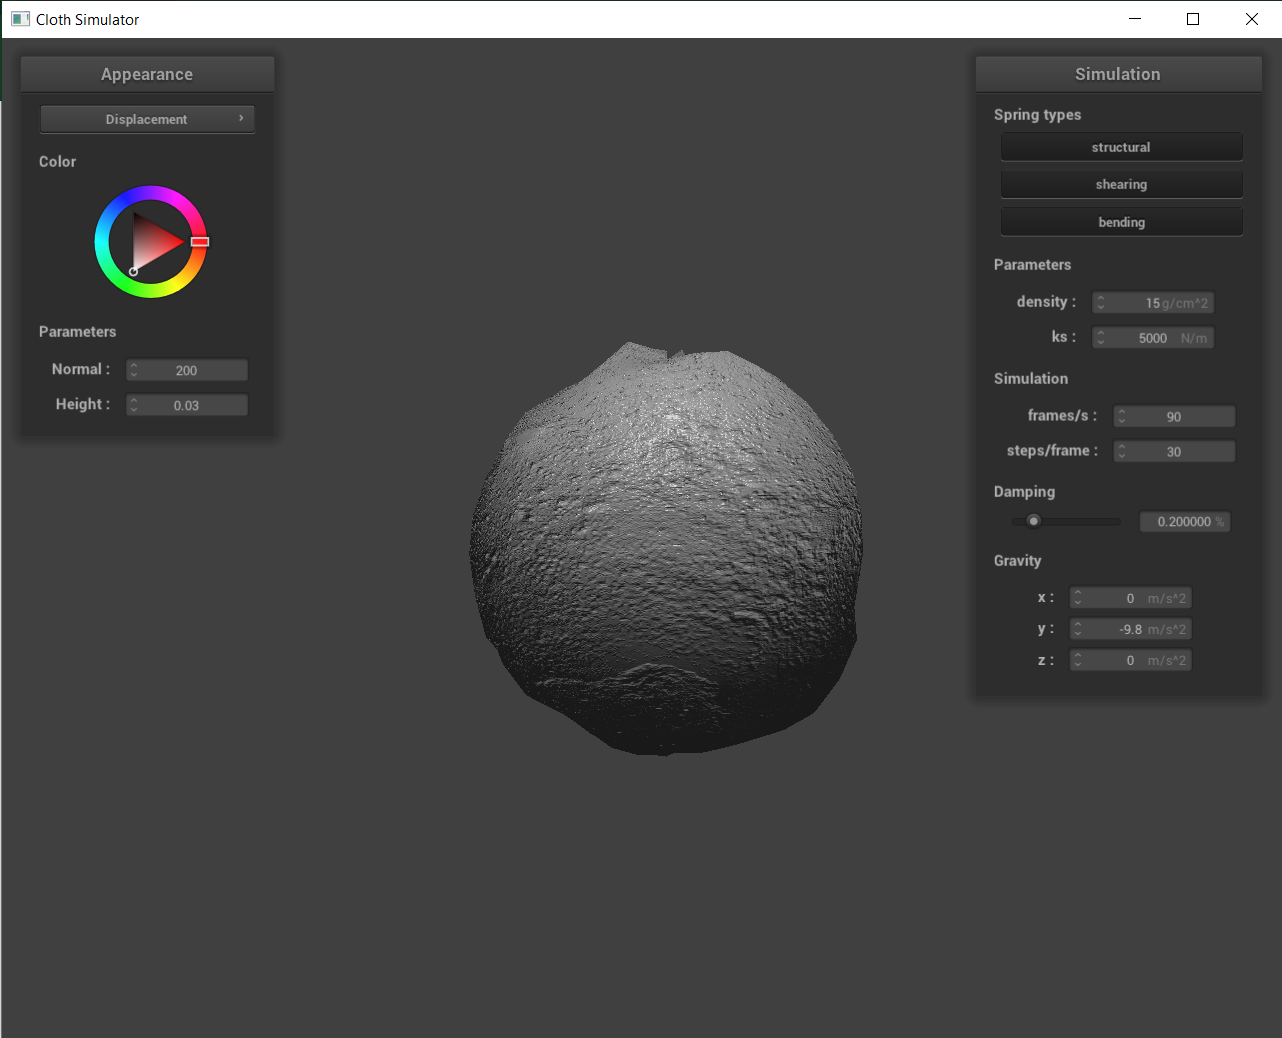 Cloth Simulator
Appearance
Displacement ›
Color
Parameters
Normal : 200
Height : 0.03
Simulation
Spring types
structural
shearing
bending
Parameters
density : 15 g/cm^2
ks : 5000 N/m
Simulation
frames/s : 90
steps/frame : 30
Damping
0.200000 %
Gravity
x : 0 m/s^2
y : -9.8 m/s^2
z : 0 m/s^2